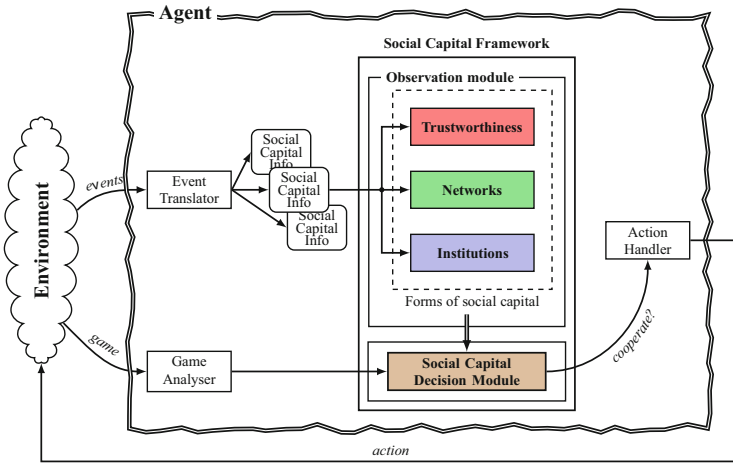 Agent
Social Capital Framework
Observation module
Trustworthiness
Networks
Institutions
Forms of social capital
Social Capital
Decision Module
Environment
events
Event
Translator
Social
Capital
Info
Social
Capital
Info
Social
Capital
Info
game
Game
Analyser
cooperate?
Action
Handler
action